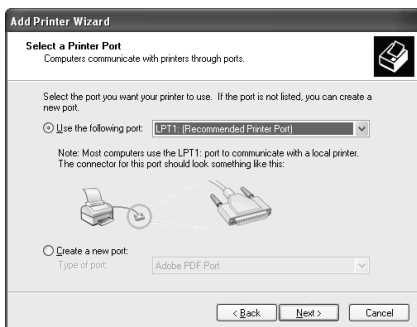 Add Printer Wizard
Select a Printer Port
Computers communicate with printers through ports.
Select the port you want your printer to use. If the port is not listed, you can create a
new port.
Use the following port: LPT1: (Recommended Printer Port)
Note: Most computers use the LPT1: port to communicate with a local printer.
The connector for this port should look something like this:
Create a new port:
Type of port: Adobe PDF Port
< Back Next > Cancel